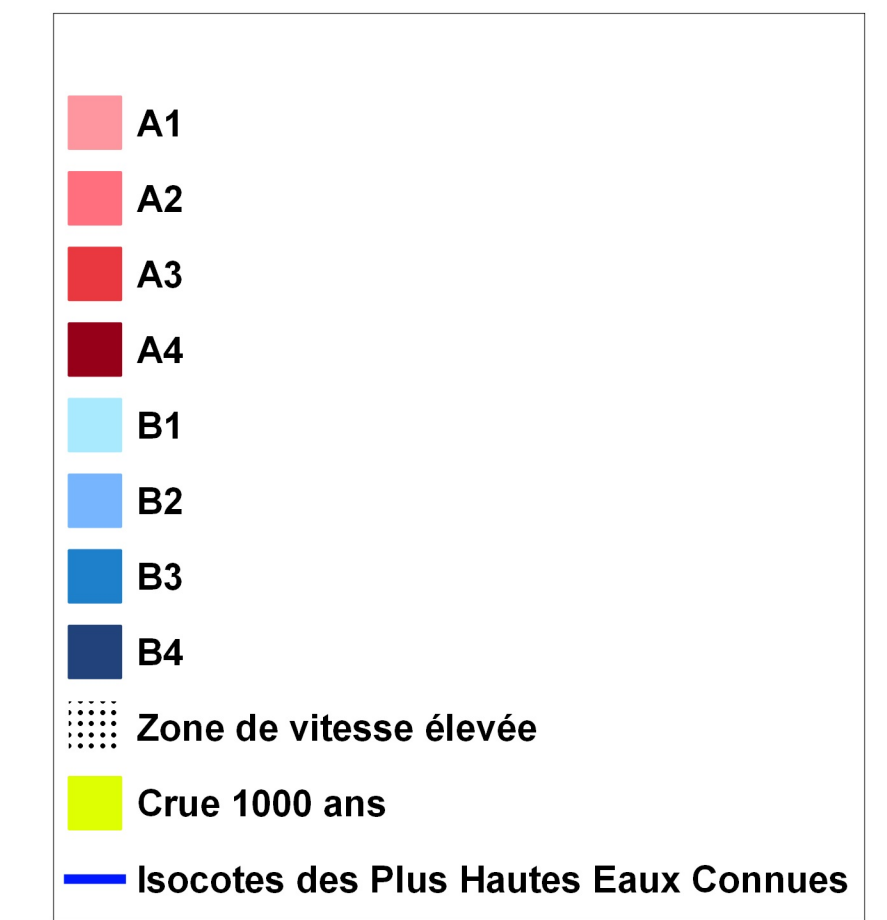 A1
A2
A3
A4
B1
B2
B3
B4
Zone de vitesse élevée
Crue 1000 ans
Isocotes des Plus Hautes Eaux Connues